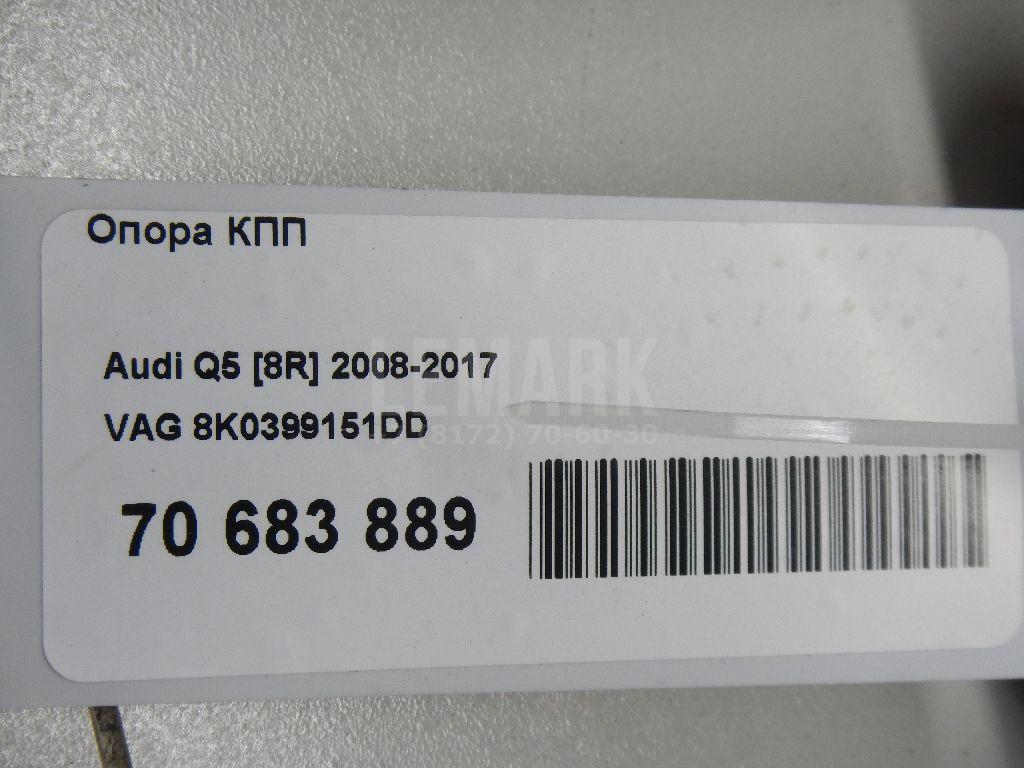 Опора КПП
Audi Q5 [8R] 2008-2017
LEMARK
VAG 8K0399151DD
(8172) 70-60-30
70 683 889